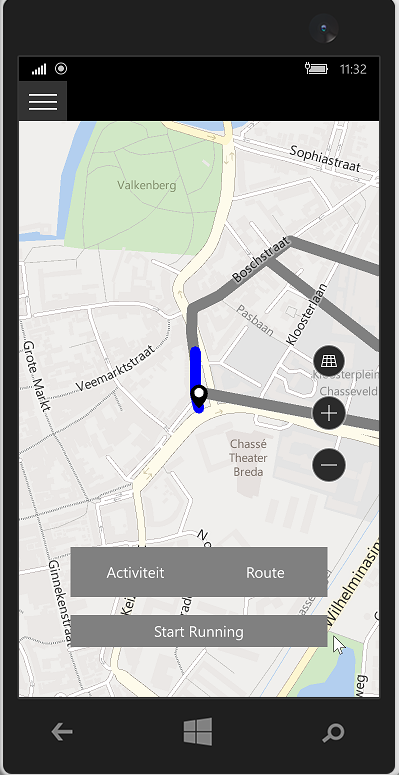 11:32
Sophiastraat
Valkenberg
Boschstraat
Pasbaan
Kloosterlaan
Grote Markt
Veemarktstraat
Kloosterplein
Chasseveld
Chassé
Theater
Breda
Activiteit
Route
Ginnekenstraat
Wilhelminasin
Start Running
weg